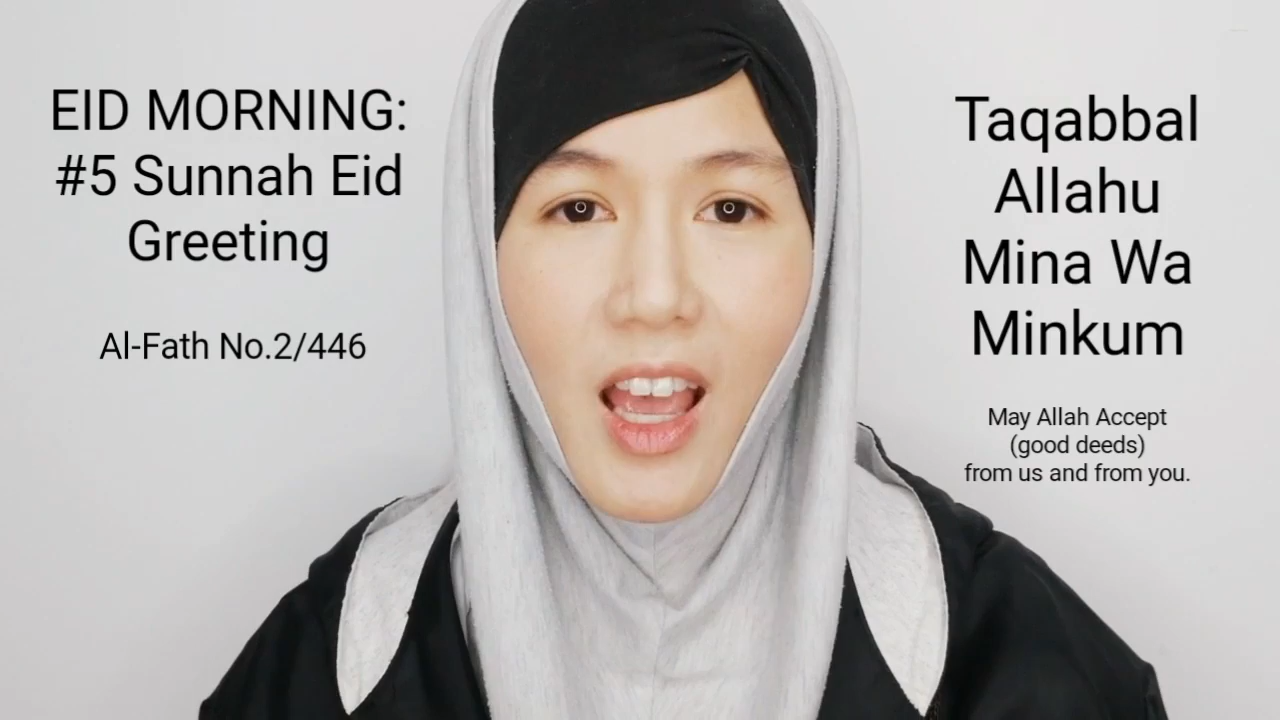 EID MORNING:
#5 Sunnah Eid
Greeting
Al-Fath No.2/446
Taqabbal
Allahu
Mina Wa
Minkum
May Allah Accept
(good deeds)
from us and from you.